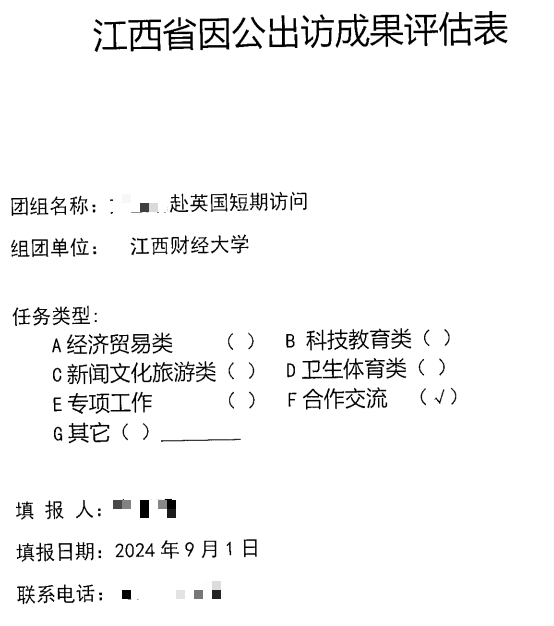 江西省因公出访成果评估表
团组名称: 赴英国短期访问
组团单位: 江西财经大学
任务类型:
A 经济贸易类 ( ) B 科技教育类 ( )
C 新闻文化旅游类 ( ) D 卫生体育类 ( )
E 专项工作 ( ) F 合作交流 (√)
G 其它 ( ) ________
填 报 人:
填报日期: 2024 年 9 月 1 日
联系电话: